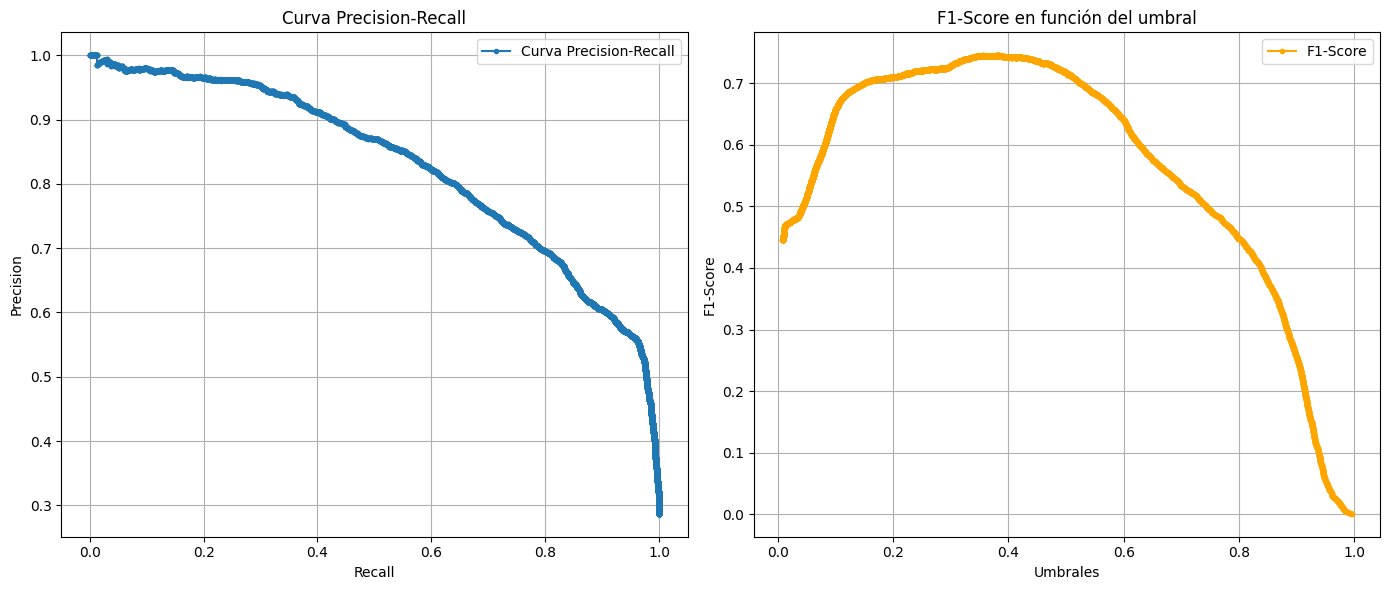 Curva Precision-Recall
Curva Precision-Recall
1.0
0.9
0.8
0.7
0.6
0.5
0.4
0.3
Precision
0.0 0.2 0.4 0.6 0.8 1.0
Recall
F1-Score en función del umbral
F1-Score
0.7
0.6
0.5
0.4
0.3
0.2
0.1
0.0
F1-Score
0.0 0.2 0.4 0.6 0.8 1.0
Umbrales